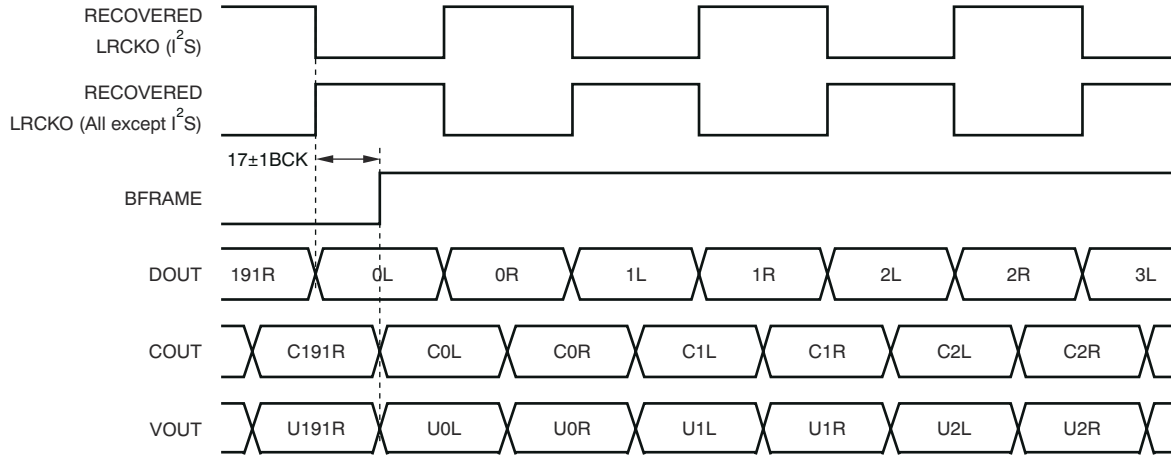 RECOVERED
LRCKO (I²S)
RECOVERED
LRCKO (All except I²S)
17±1BCK
BFRAME
DOUT 191R 0L 0R 1L 1R 2L 2R 3L
COUT C191R C0L C0R C1L C1R C2L C2R
VOUT U191R U0L U0R U1L U1R U2L U2R